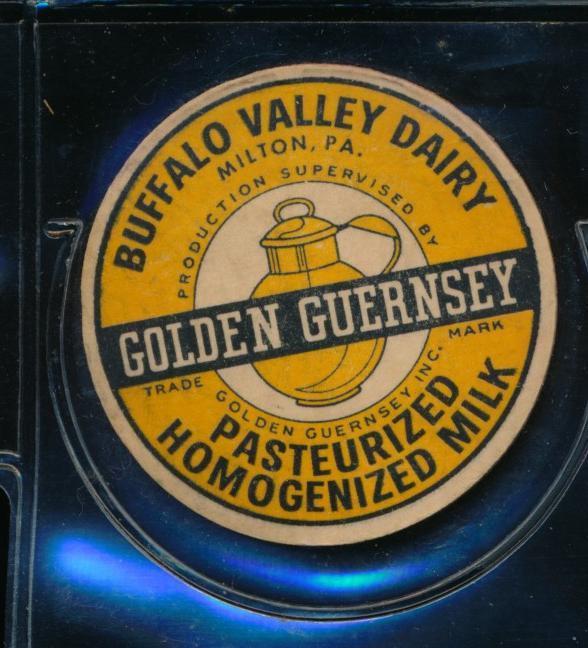 BUFFALO VALLEY DAIRY
MILTON, PA.
PRODUCTION SUPERVISED BY
GOLDEN GUERNSEY
TRADE MARK
GOLDEN GUERNSEY INC.
PASTEURIZED
HOMOGENIZED MILK